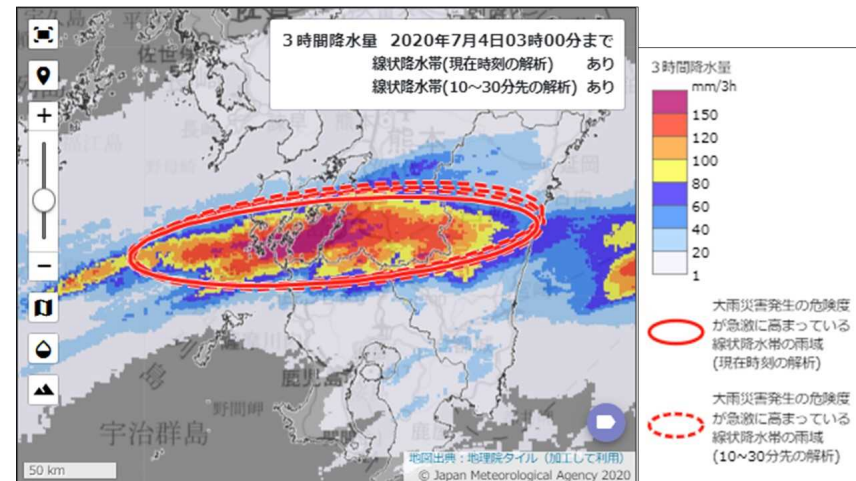 3時間降水量 2020年7月4日03時00分まで
線状降水帯(現在時刻の解析) あり
線状降水帯(10～30分先の解析) あり
佐世保
熊本
延岡
野母崎
鹿児島
野間岬
宇治群島
50 km
地図出典：地理院タイル（加工して利用）
© Japan Meteorological Agency 2020
3時間降水量
mm/3h
150
120
100
80
60
40
20
1
大雨災害発生の危険度
が急激に高まっている
線状降水帯の雨域
(現在時刻の解析)
大雨災害発生の危険度
が急激に高まっている
線状降水帯の雨域
(10~30分先の解析)